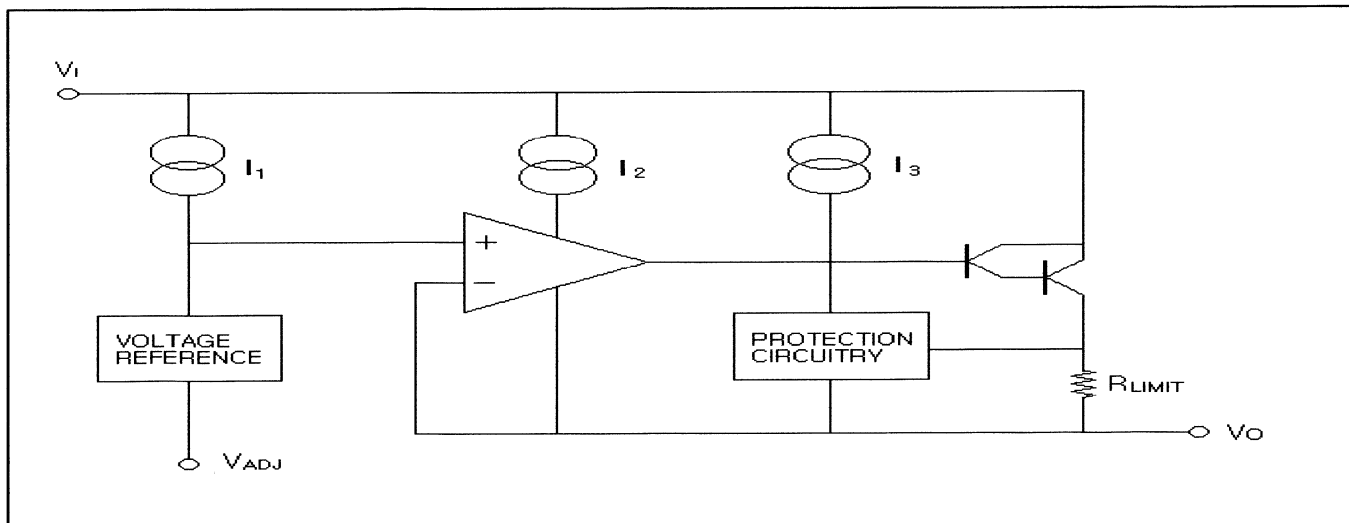 VI
I1
I2
I3
+
−
VOLTAGE
REFERENCE
PROTECTION
CIRCUITRY
RLIMIT
VO
VADJ